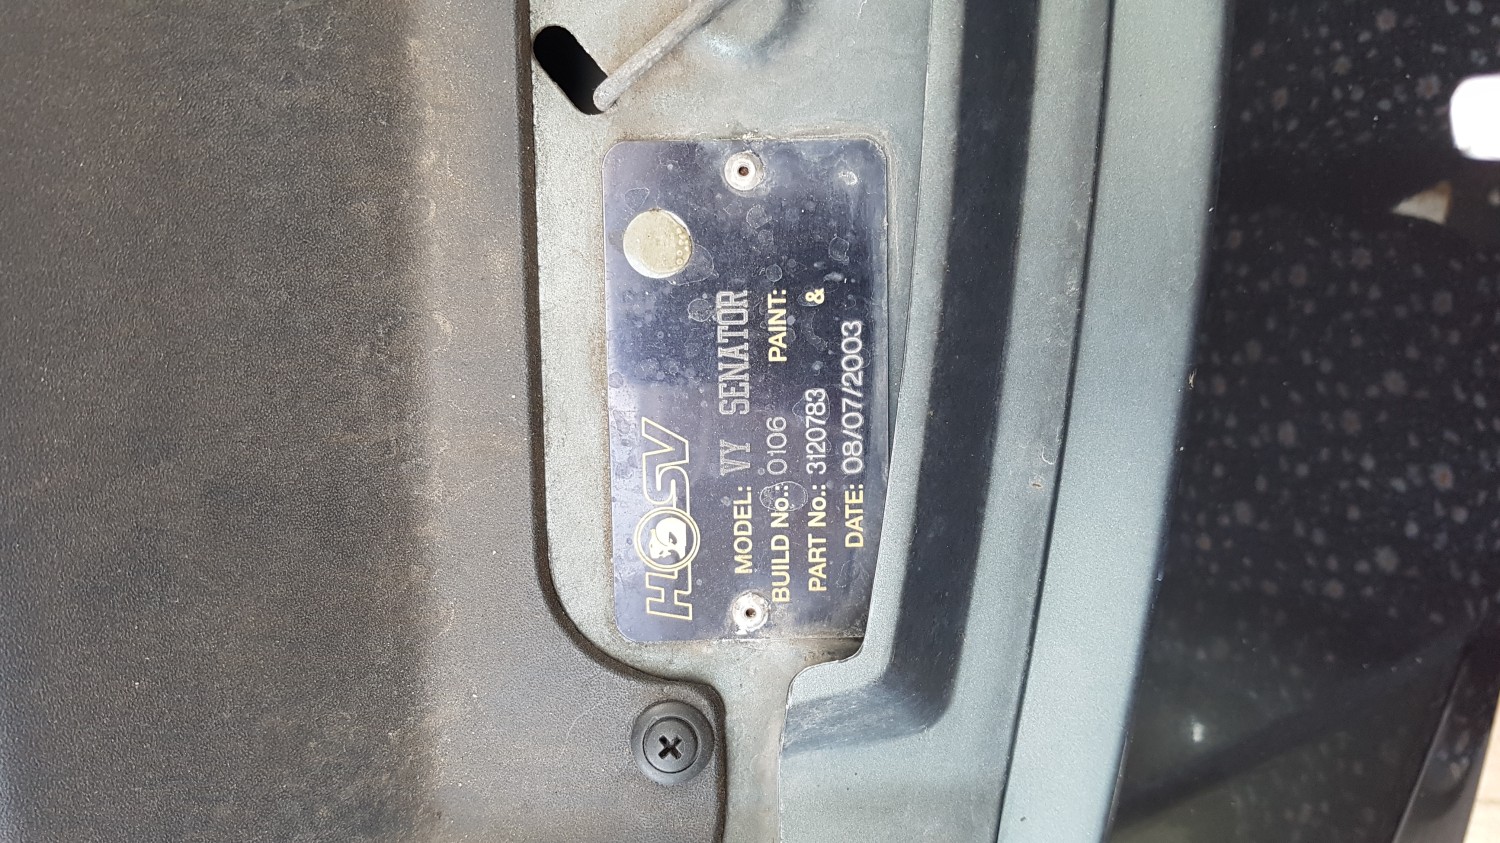 HSV
MODEL: VY SENATOR
BUILD No.: 0106 PAINT:
PART No.: 3120783 &
DATE: 08/07/2003